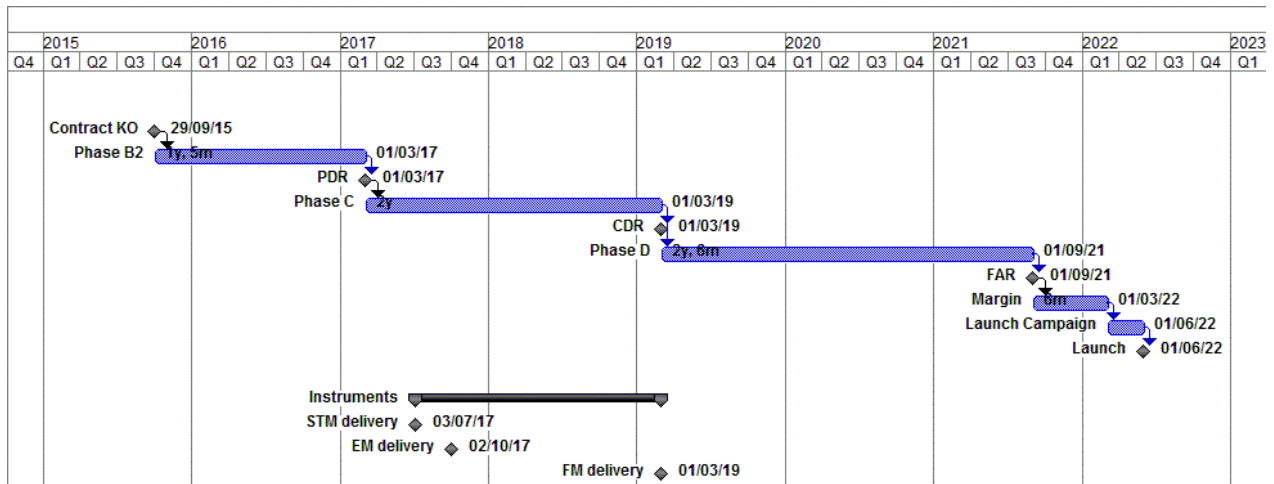 2015 2016 2017 2018 2019 2020 2021 2022 2023
Q4 Q1 Q2 Q3 Q4 Q1 Q2 Q3 Q4 Q1 Q2 Q3 Q4 Q1 Q2 Q3 Q4 Q1 Q2 Q3 Q4 Q1 Q2 Q3 Q4 Q1 Q2 Q3 Q4 Q1 Q2 Q3 Q4 Q1
Contract KO 29/09/15
Phase B2 1y, 5m 01/03/17
PDR 01/03/17
Phase C 2y 01/03/19
CDR 01/03/19
Phase D 2y, 6m 01/09/21
FAR 01/09/21
Margin 6m 01/03/22
Launch Campaign 01/06/22
Launch 01/06/22
Instruments
STM delivery 03/07/17
EM delivery 02/10/17
FM delivery 01/03/19